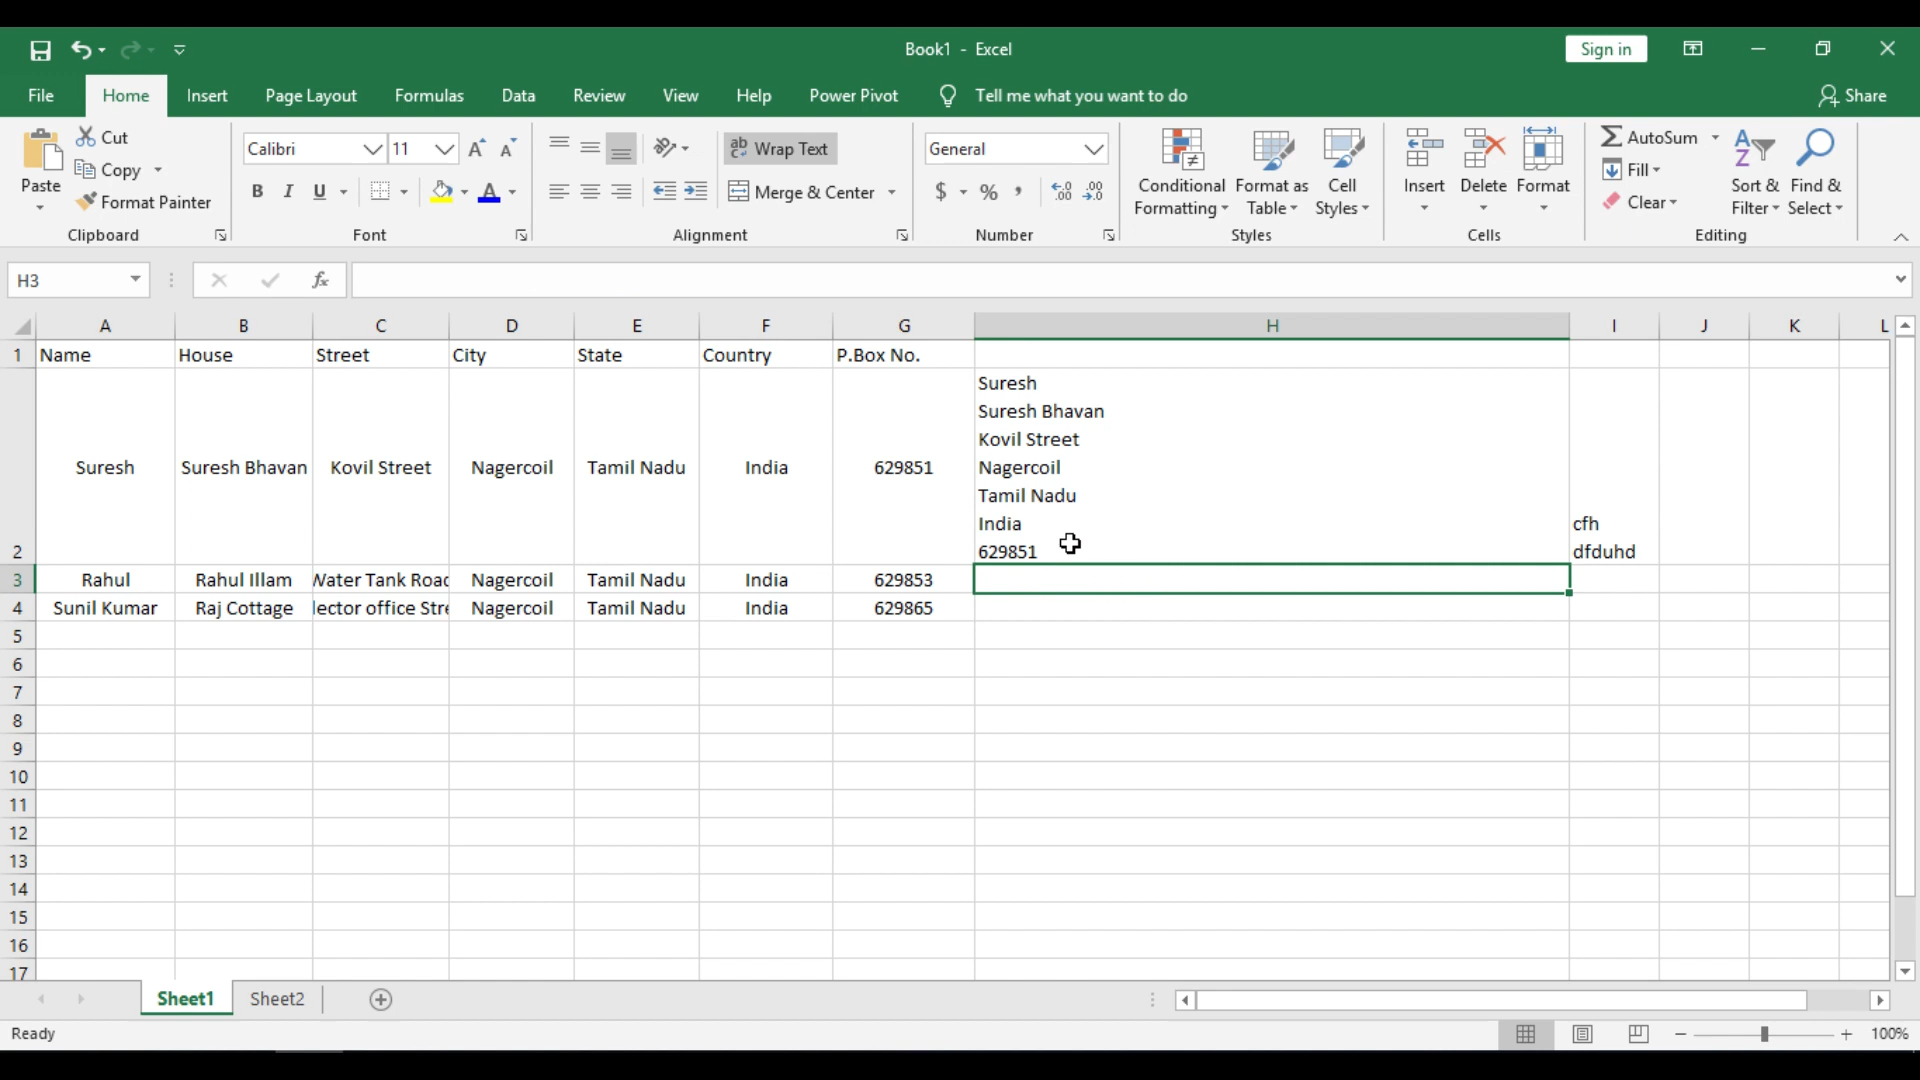 Book1 - Excel
Sign in
File Home Insert Page Layout Formulas Data Review View Help Power Pivot Tell me what you want to do Share
Paste
Cut
Copy
Format Painter
Clipboard
Calibri 11
B I U A
Font
Wrap Text
Merge & Center
Alignment
General
$ % ,
Number
Conditional Formatting
Format as Table
Cell Styles
Styles
Insert Delete Format
Cells
AutoSum
Fill
Clear
Sort & Filter
Find & Select
Editing
H3 fx
A B C D E F G H I J K L
1 Name House Street City State Country P.Box No.
2 Suresh Suresh Bhavan Kovil Street Nagercoil Tamil Nadu India 629851
Suresh
Suresh Bhavan
Kovil Street
Nagercoil
Tamil Nadu
India
629851
cfh
dfduhd
3 Rahul Rahul Illam Water Tank Road Nagercoil Tamil Nadu India 629853
4 Sunil Kumar Raj Cottage lector office Stre Nagercoil Tamil Nadu India 629865
5
6
7
8
9
10
11
12
13
14
15
16
17
Sheet1 Sheet2
Ready 100%